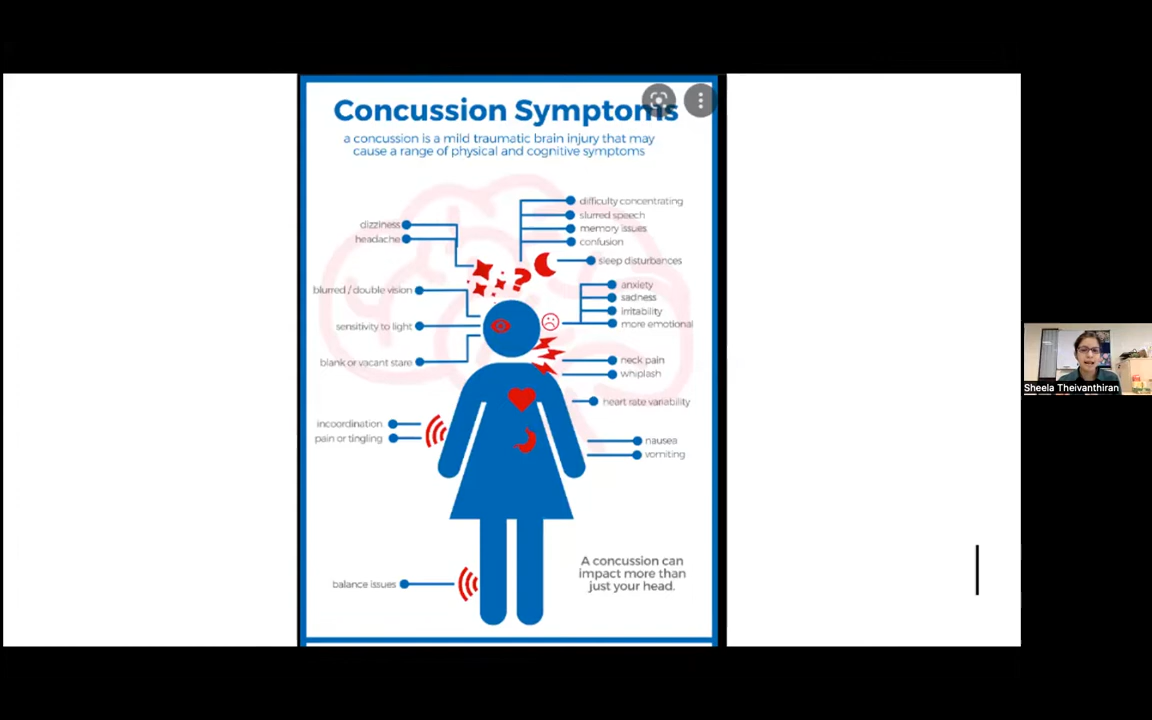 Concussion Symptoms
a concussion is a mild traumatic brain injury that may
cause a range of physical and cognitive symptoms
dizziness
headache
blurred / double vision
sensitivity to light
blank or vacant stare
incoordination
pain or tingling
balance issues
difficulty concentrating
slurred speech
memory issues
confusion
sleep disturbances
anxiety
sadness
irritability
more emotional
neck pain
whiplash
heart rate variability
nausea
vomiting
A concussion can
impact more than
just your head.
Sheela Theivanthiran